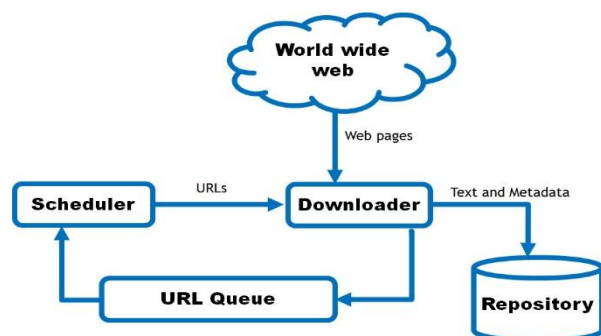 World wide
web
Web pages
URLs
Text and Metadata
Scheduler
Downloader
URL Queue
Repository